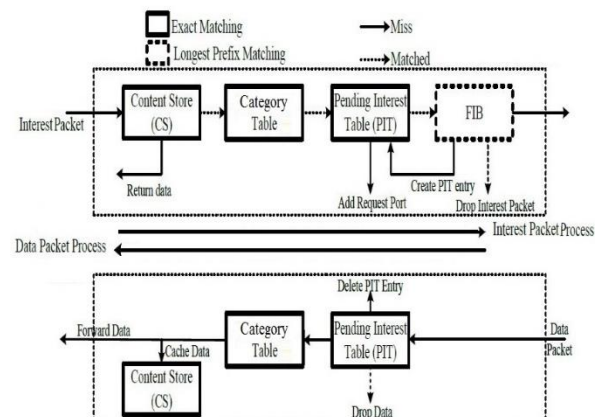 Exact Matching
Miss
Longest Prefix Matching
Matched
Interest Packet
Content Store
(CS)
Category
Table
Pending Interest
Table (PIT)
FIB
Return data
Add Request Port
Create PIT entry
Drop Interest Packet
Interest Packet Process
Data Packet Process
Delete PIT Entry
Forward Data
Cache Data
Category
Table
Pending Interest
Table (PIT)
Data
Packet
Content Store
(CS)
Drop Data